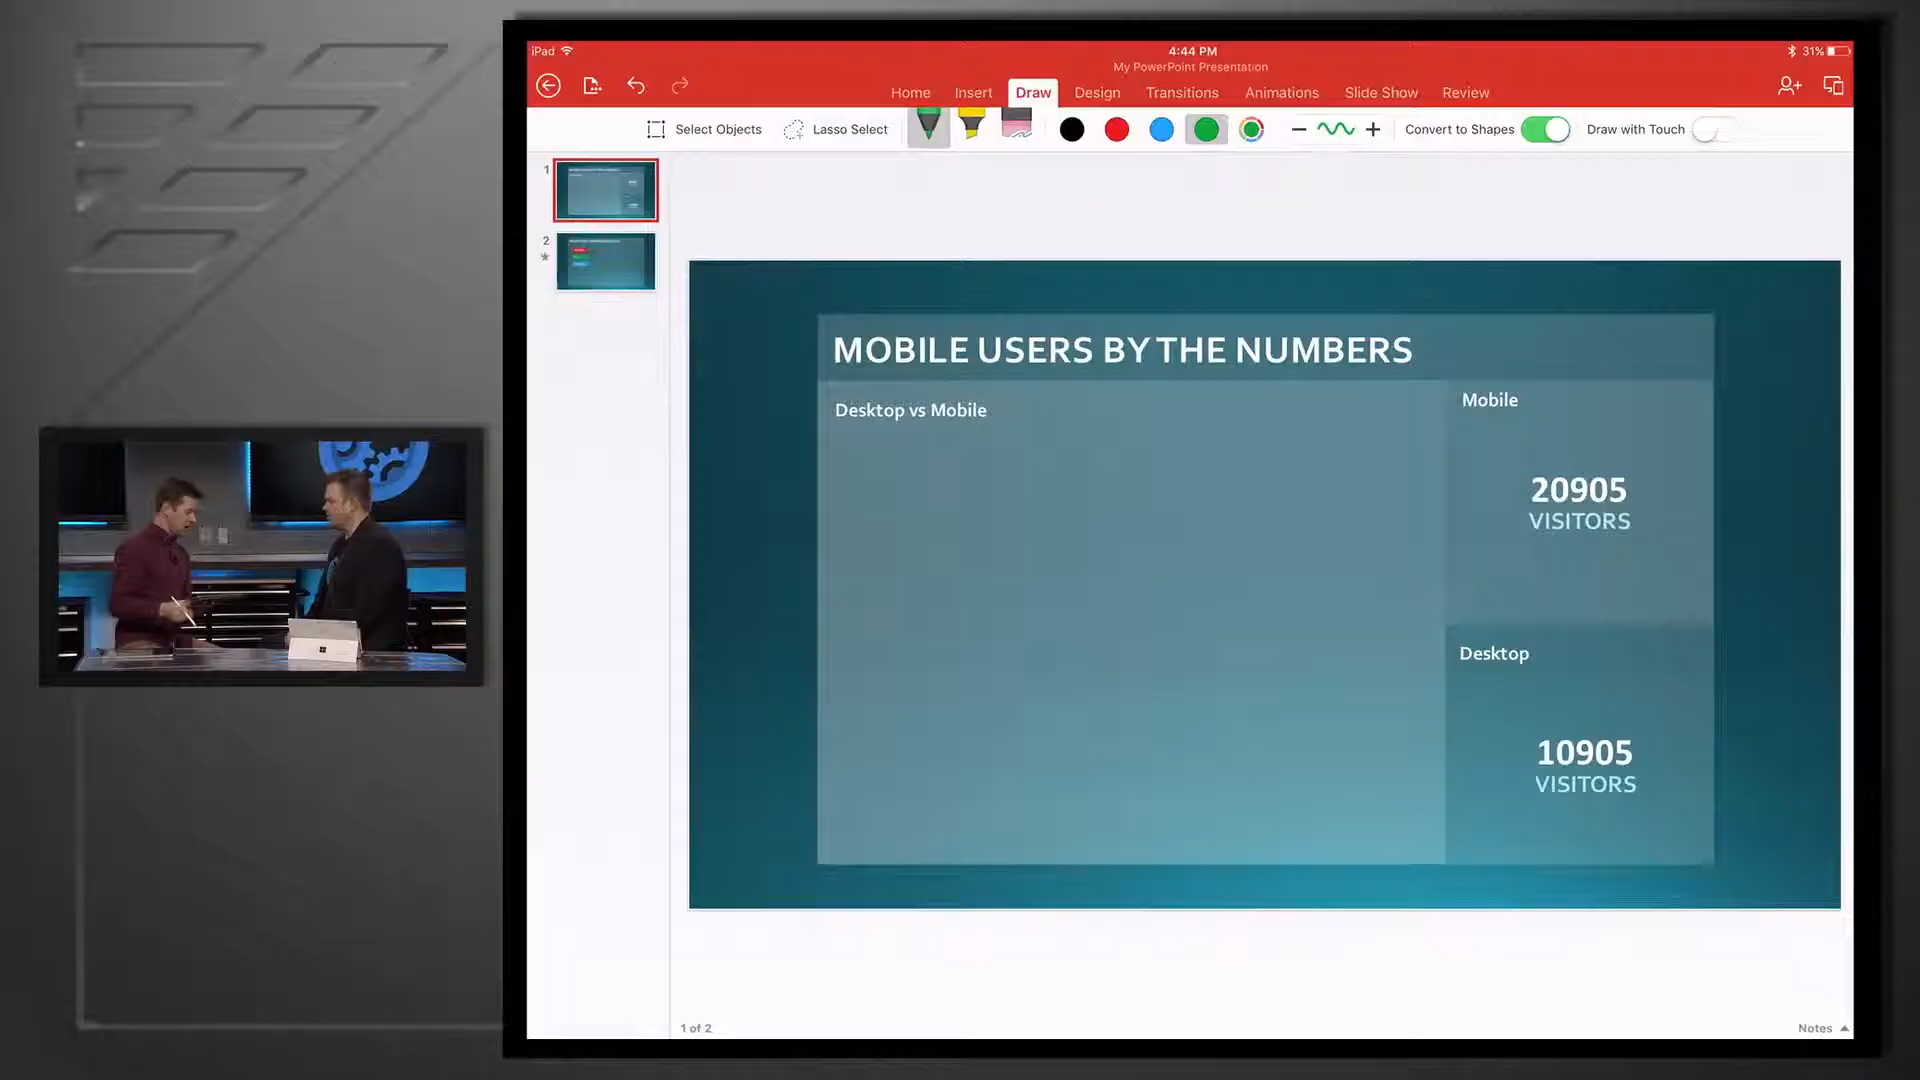 iPad
4:44 PM
31%
My PowerPoint Presentation
Home Insert Draw Design Transitions Animations Slide Show Review
Select Objects Lasso Select Convert to Shapes Draw with Touch
1
2
MOBILE USERS BY THE NUMBERS
Desktop vs Mobile
Mobile
20905
VISITORS
Desktop
10905
VISITORS
1 of 2
Notes